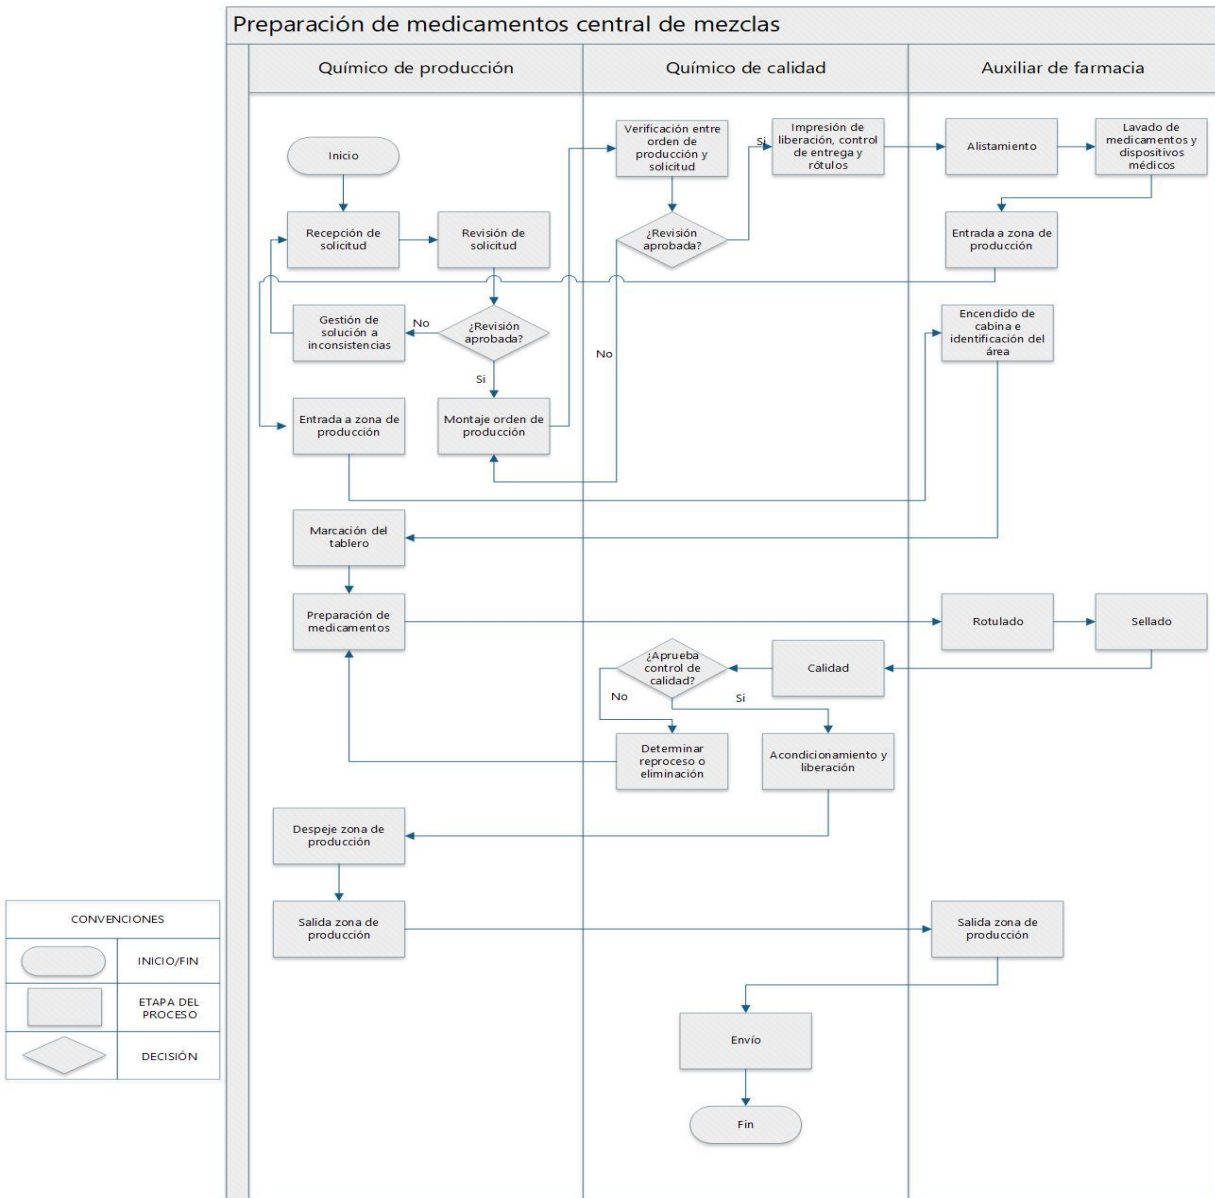 Preparación de medicamentos central de mezclas
Químico de producción
Químico de calidad
Auxiliar de farmacia
Inicio
Verificación entre
orden de
producción y
solicitud
Si
Impresión de
liberación, control
de entrega y
rótulos
Alistamiento
Lavado de
medicamentos y
dispositivos
médicos
Recepción de
solicitud
Revisión de
solicitud
¿Revisión
aprobada?
Entrada a zona de
producción
Gestión de
solución a
inconsistencias
No
¿Revisión
aprobada?
Si
No
Encendido de
cabina e
identificación del
área
Entrada a zona de
producción
Montaje orden de
producción
Marcación del
tablero
Preparación de
medicamentos
Rotulado
Sellado
¿Aprueba
control de
calidad?
Calidad
No
Si
Determinar
reproceso o
eliminación
Acondicionamiento y
liberación
Despeje zona de
producción
Salida zona de
producción
Salida zona de
producción
Envío
Fin
CONVENCIONES
INICIO/FIN
ETAPA DEL
PROCESO
DECISIÓN